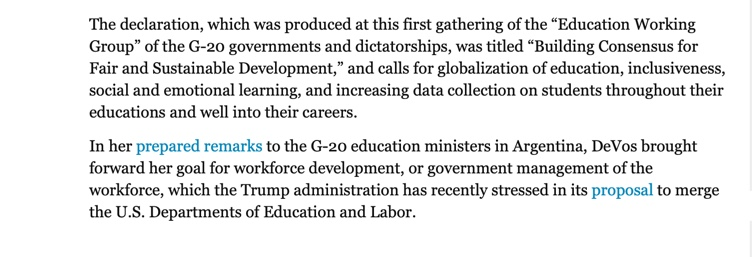 The declaration, which was produced at this first gathering of the “Education Working
Group” of the G-20 governments and dictatorships, was titled “Building Consensus for
Fair and Sustainable Development,” and calls for globalization of education, inclusiveness,
social and emotional learning, and increasing data collection on students throughout their
educations and well into their careers.
In her prepared remarks to the G-20 education ministers in Argentina, DeVos brought
forward her goal for workforce development, or government management of the
workforce, which the Trump administration has recently stressed in its proposal to merge
the U.S. Departments of Education and Labor.